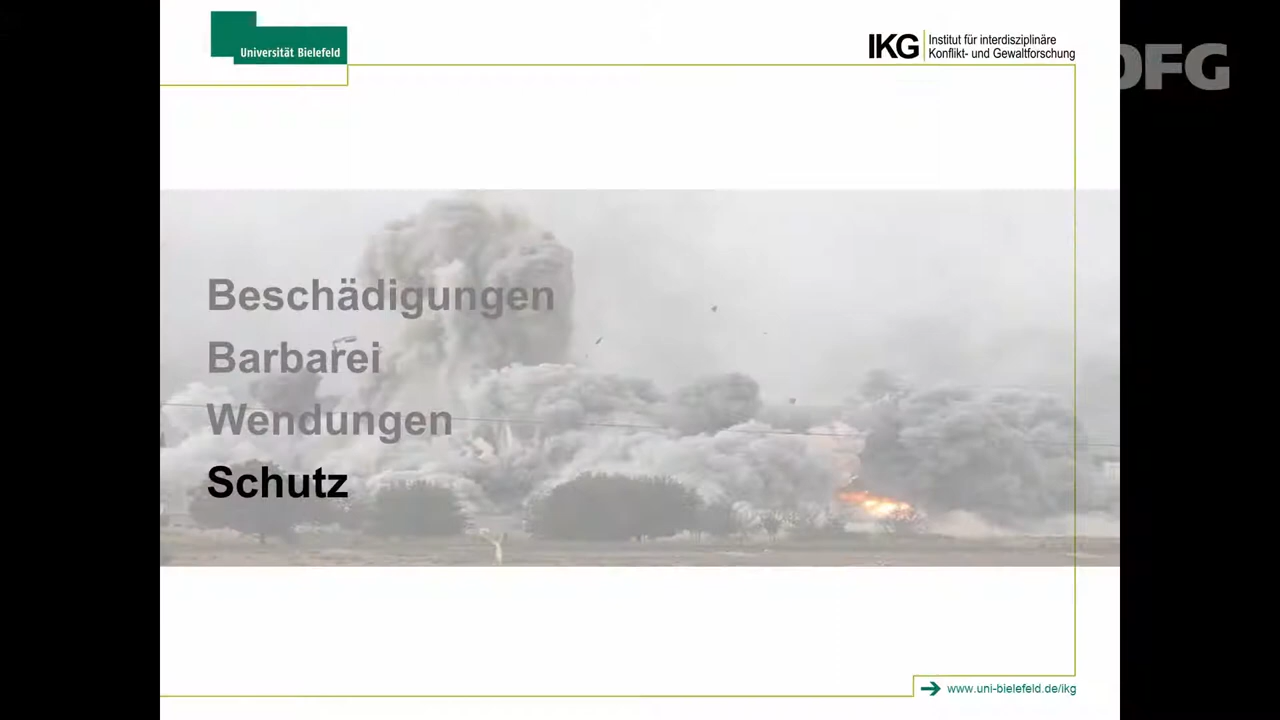 Universität Bielefeld
IKG
Institut für interdisziplinäre
Konflikt- und Gewaltforschung
DFG
Beschädigungen
Barbarei
Wendungen
Schutz
www.uni-bielefeld.de/ikg